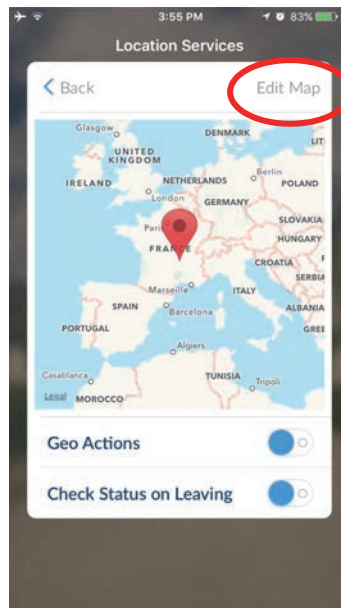 3:55 PM
83%
Location Services
Back
Edit Map
Glasgow
DENMARK
LIT
UNITED
KINGDOM
IRELAND
NETHERLANDS
Berlin
POLAND
London
GERMANY
Paris
SLOVAKIA
FRANCE
HUNGARY
CROATIA
SERBIA
Marseille
ITALY
SPAIN
Barcelona
ALBANIA
PORTUGAL
GREE
Algiers
Casablanca
TUNISIA
Tripoli
Legal
MOROCCO
Geo Actions
Check Status on Leaving